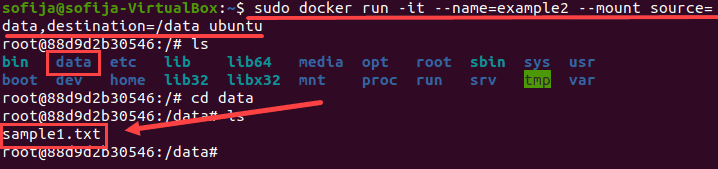 sofija@sofija-VirtualBox:~$ sudo docker run -it --name=example2 --mount source=
data,destination=/data ubuntu
root@88d9d2b30546:/# ls
bin data etc lib lib64 media opt root sbin sys usr
boot dev home lib32 libx32 mnt proc run srv tmp var
root@88d9d2b30546:/# cd data
root@88d9d2b30546:/data# ls
sample1.txt
root@88d9d2b30546:/data#